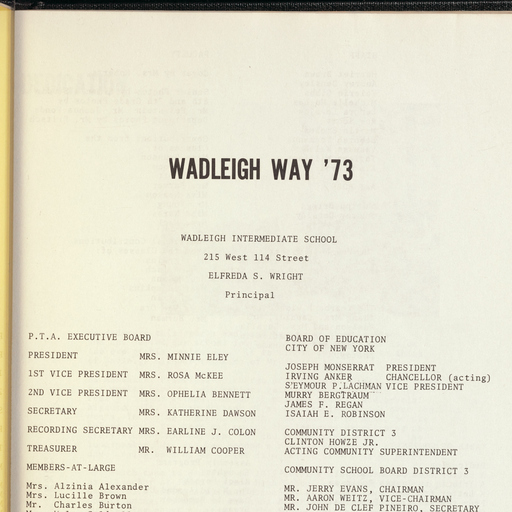 WADLEIGH WAY '73
WADLEIGH INTERMEDIATE SCHOOL
215 West 114 Street
ELFREDA S. WRIGHT
Principal
P.T.A. EXECUTIVE BOARD
PRESIDENT MRS. MINNIE ELEY
1ST VICE PRESIDENT MRS. ROSA McKEE
2ND VICE PRESIDENT MRS. OPHELIA BENNETT
SECRETARY MRS. KATHERINE DAWSON
RECORDING SECRETARY MRS. EARLINE J. COLON
TREASURER MR. WILLIAM COOPER
MEMBERS-AT-LARGE
Mrs. Alzinia Alexander
Mrs. Lucille Brown
Mr. Charles Burton
BOARD OF EDUCATION
CITY OF NEW YORK
JOSEPH MONSERRAT PRESIDENT
IRVING ANKER CHANCELLOR (acting)
SEYMOUR P.LACHMAN VICE PRESIDENT
MURRY BERGTRAUM
JAMES F. REGAN
ISAIAH E. ROBINSON
COMMUNITY DISTRICT 3
CLINTON HOWZE JR.
ACTING COMMUNITY SUPERINTENDENT
COMMUNITY SCHOOL BOARD DISTRICT 3
MR. JERRY EVANS, CHAIRMAN
MR. AARON WEITZ, VICE-CHAIRMAN
MR. JOHN DE CLEF PINEIRO, SECRETARY